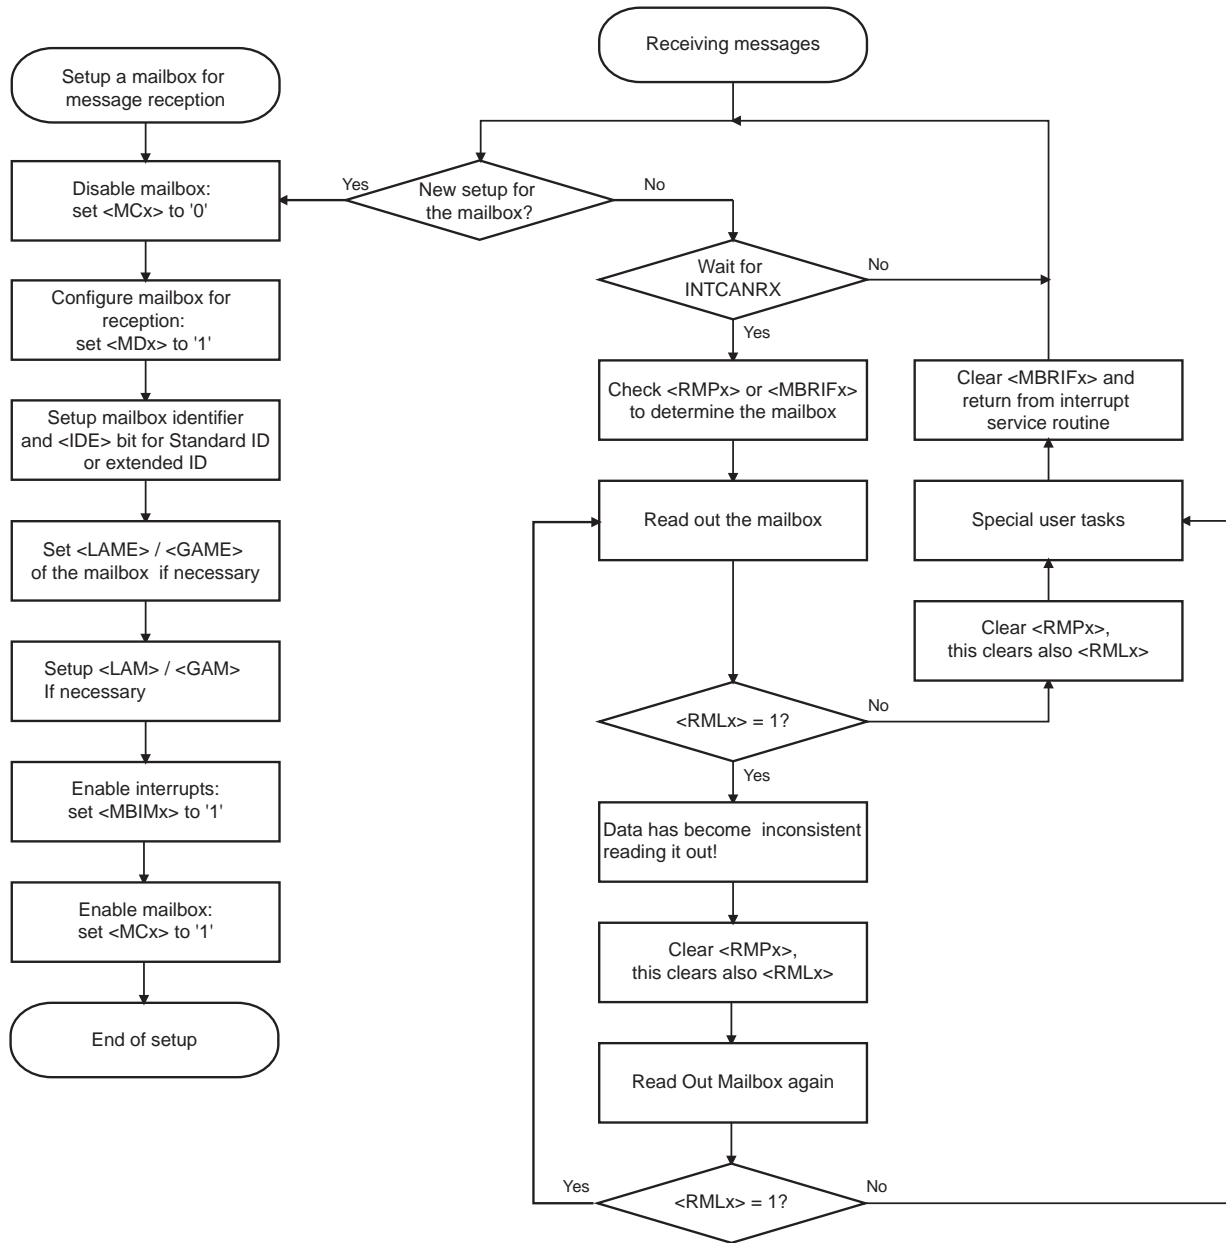 Setup a mailbox for
message reception
Disable mailbox:
set <MCx> to '0'
Configure mailbox for
reception:
set <MDx> to '1'
Setup mailbox identifier
and <IDE> bit for Standard ID
or extended ID
Set <LAME> / <GAME>
of the mailbox if necessary
Setup <LAM> / <GAM>
If necessary
Enable interrupts:
set <MBIMx> to '1'
Enable mailbox:
set <MCx> to '1'
End of setup
Receiving messages
Yes
New setup for
the mailbox?
No
Wait for
INTCANRX
No
Yes
Check <RMPx> or <MBRIFx>
to determine the mailbox
Read out the mailbox
<RMLx> = 1?
No
Yes
Data has become inconsistent
reading it out!
Clear <RMPx>,
this clears also <RMLx>
Read Out Mailbox again
Yes
<RMLx> = 1?
No
Clear <MBRIFx> and
return from interrupt
service routine
Special user tasks
Clear <RMPx>,
this clears also <RMLx>